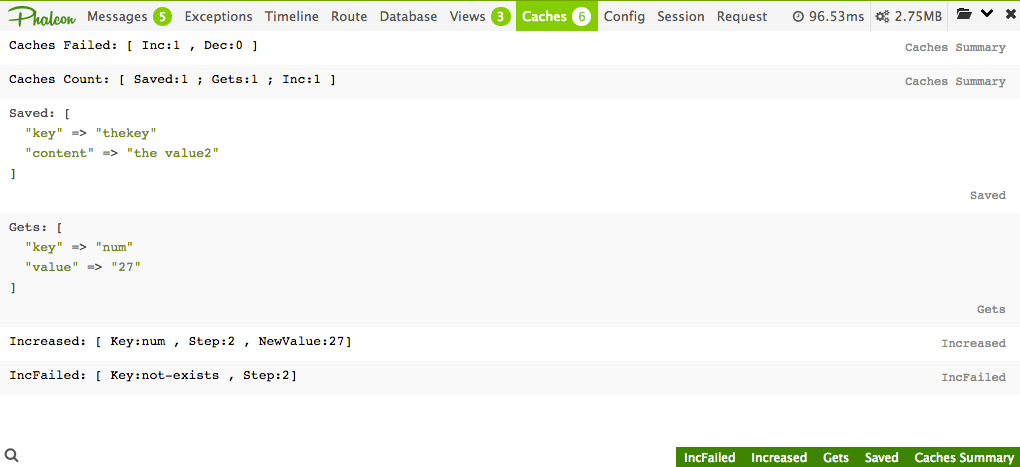 Phalcon Messages 5 Exceptions Timeline Route Database Views 3 Caches 6 Config Session Request 96.53ms 2.75MB
Caches Failed: [ Inc:1 , Dec:0 ] Caches Summary
Caches Count: [ Saved:1 ; Gets:1 ; Inc:1 ] Caches Summary
Saved: [
"key" => "thekey"
"content" => "the value2"
]
Saved
Gets: [
"key" => "num"
"value" => "27"
]
Gets
Increased: [ Key:num , Step:2 , NewValue:27] Increased
IncFailed: [ Key:not-exists , Step:2] IncFailed
IncFailed Increased Gets Saved Caches Summary